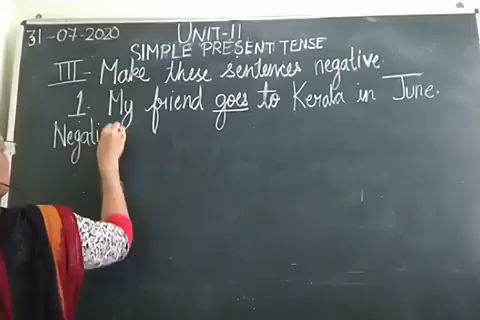 31-07-2020
UNIT-II
SIMPLE PRESENT TENSE
III- Make these sentences negative.
1. My friend goes to Kerala in June.
Negati